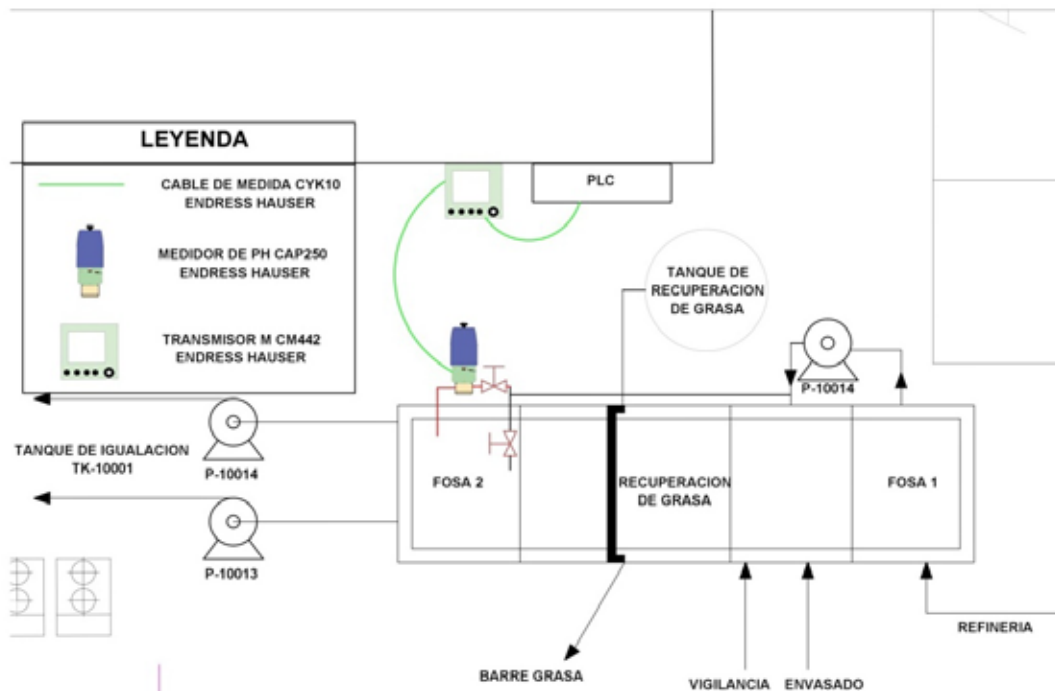 LEYENDA
CABLE DE MEDIDA CYK10
ENDRESS HAUSER
MEDIDOR DE PH CAP250
ENDRESS HAUSER
TRANSMISOR M CM442
ENDRESS HAUSER
PLC
TANQUE DE
RECUPERACION
DE GRASA
P-10014
TANQUE DE IGUALACION
TK-10001
P-10014
P-10013
FOSA 2
RECUPERACION
DE GRASA
FOSA 1
REFINERIA
BARRE GRASA
VIGILANCIA
ENVASADO